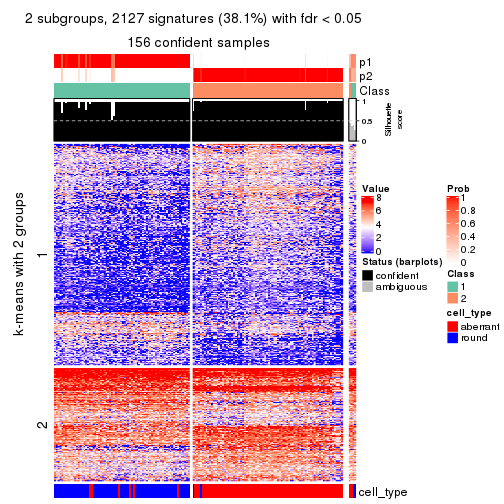 2 subgroups, 2127 signatures (38.1%) with fdr < 0.05
156 confident samples
p1
p2
Class
1
0.5
0
Silhouette
score
k-means with 2 groups
1
2
cell_type
Value
8
6
4
2
0
Status (barplots)
confident
ambiguous
Prob
1
0.8
0.6
0.4
0.2
0
Class
1
2
cell_type
aberrant
round